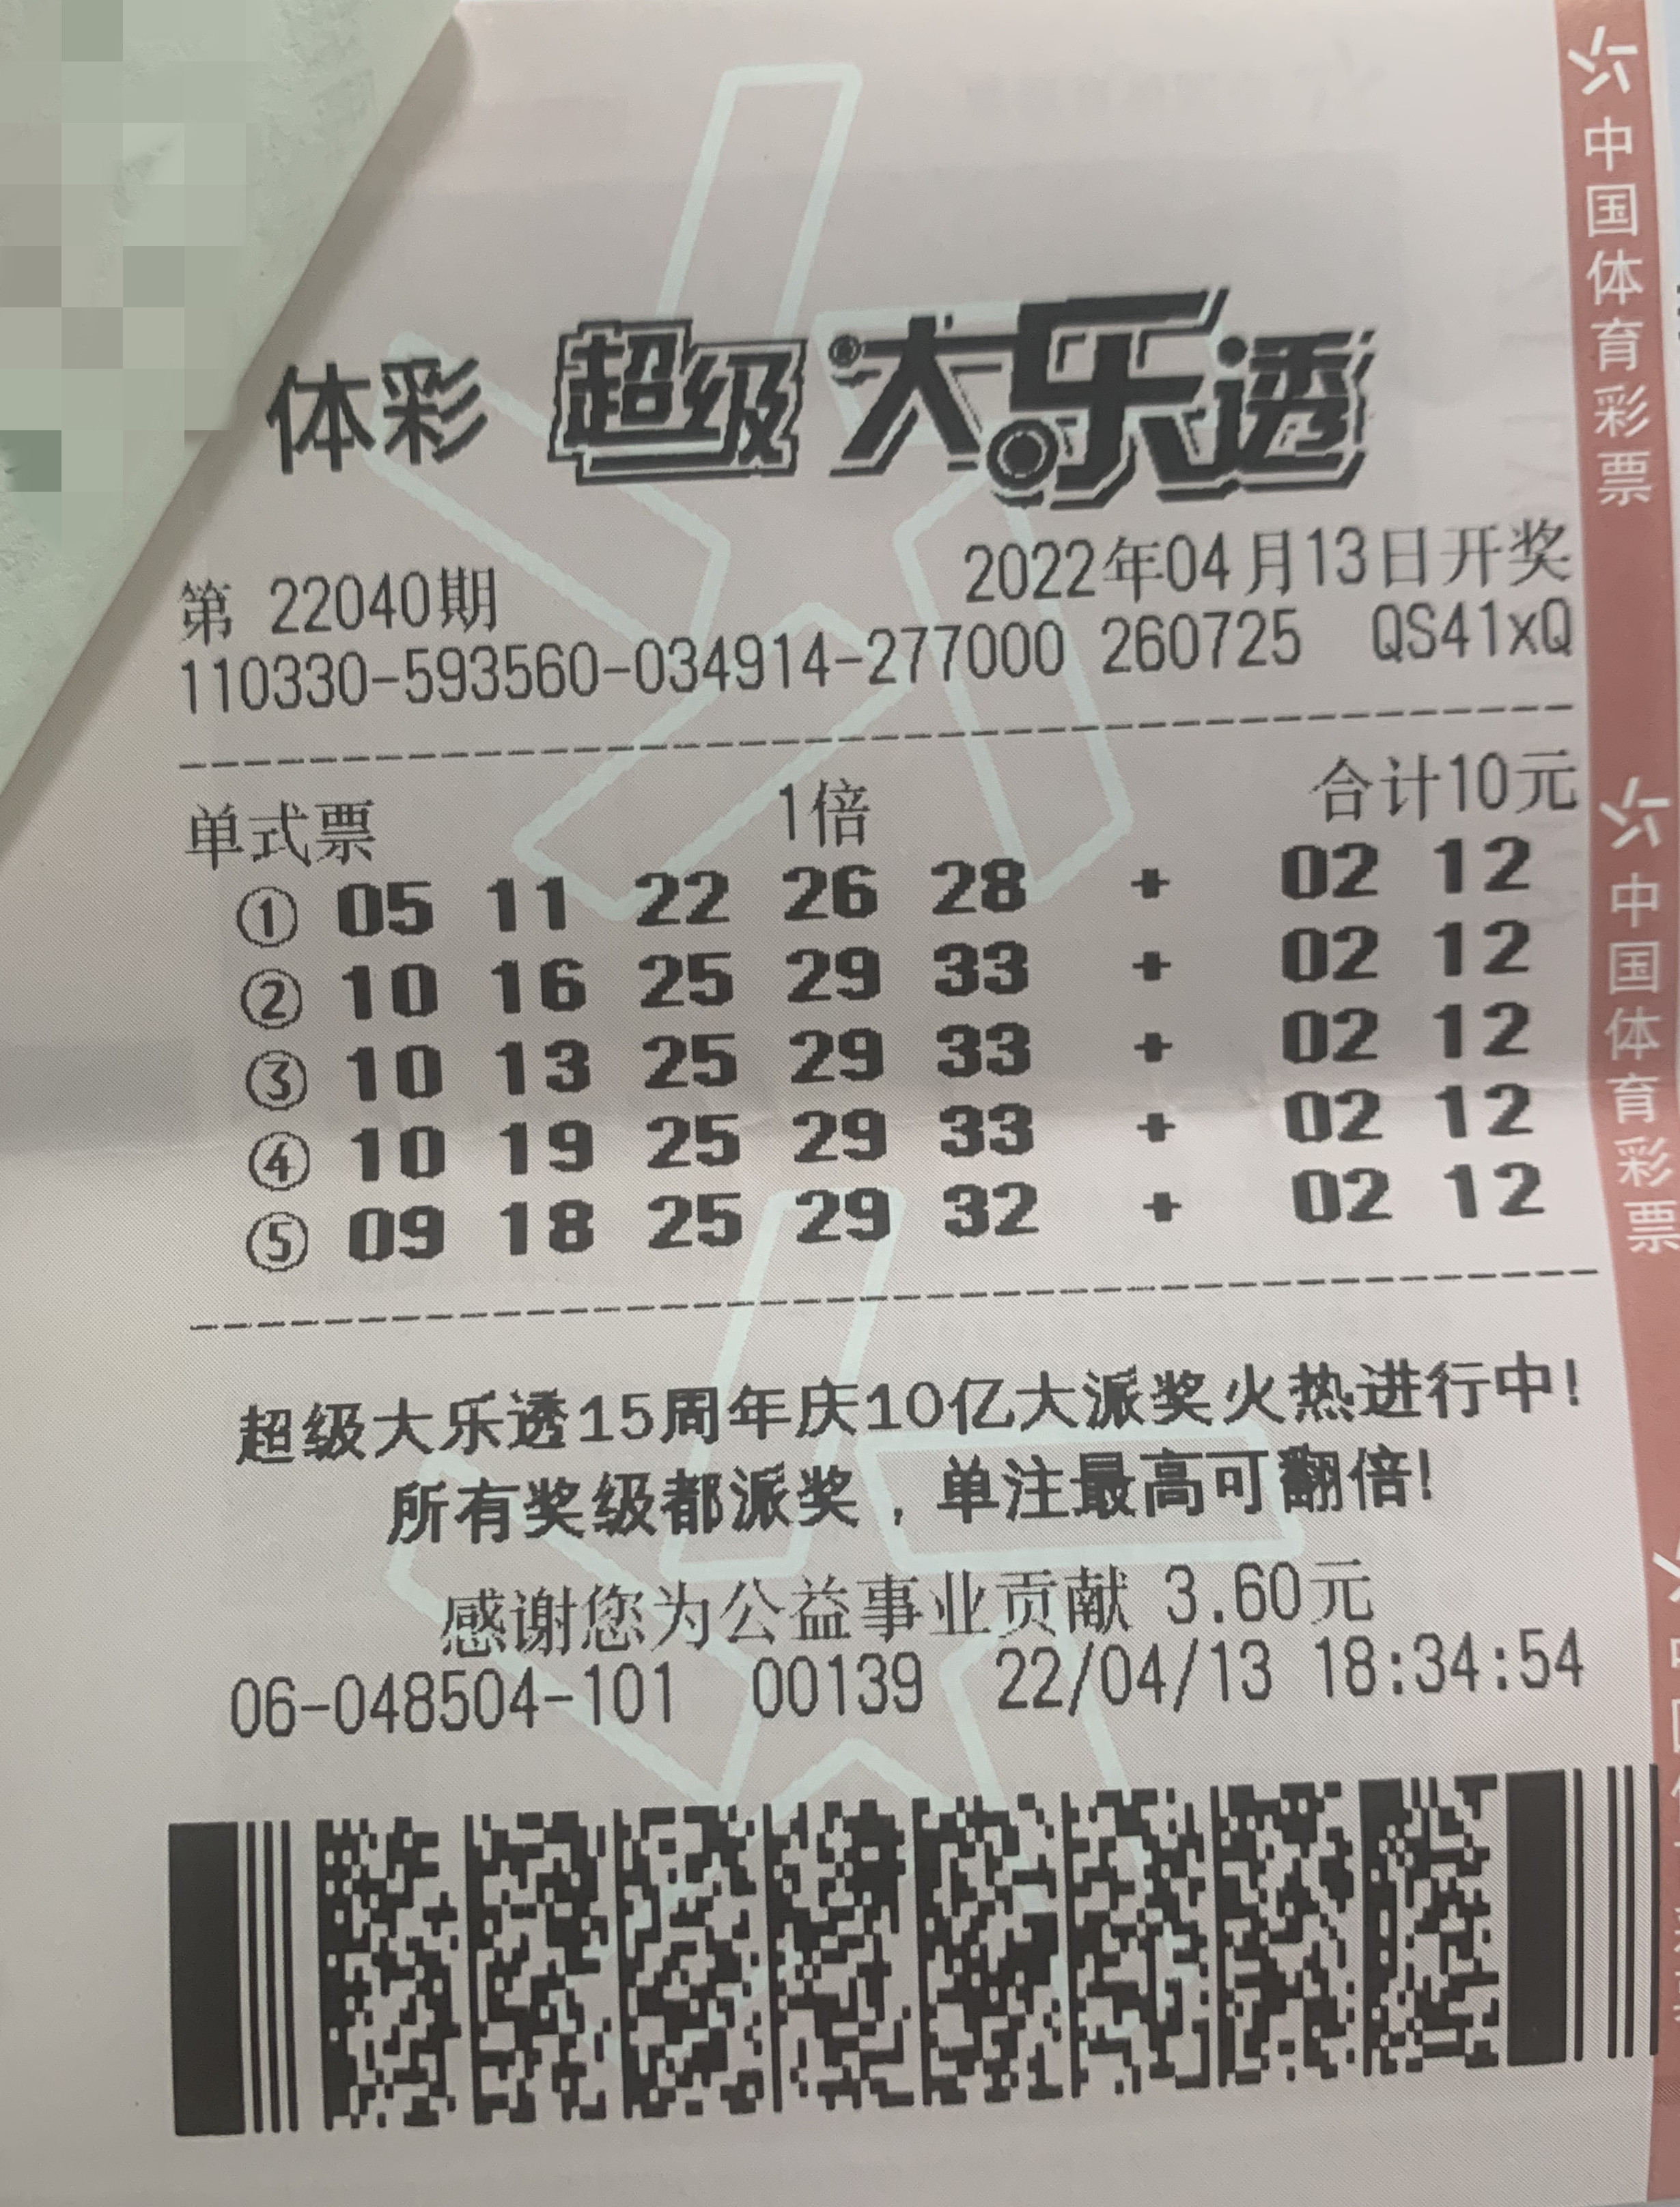 体彩 超级大乐透
第 22040期 2022年04月13日开奖
110330-593560-034914-277000 260725 QS41xQ
单式票 1倍 合计10元
① 05 11 22 26 28 + 02 12
② 10 16 25 29 33 + 02 12
③ 10 13 25 29 33 + 02 12
④ 10 19 25 29 33 + 02 12
⑤ 09 18 25 29 32 + 02 12
超级大乐透15周年庆10亿大派奖火热进行中!
所有奖级都派奖，单注最高可翻倍!
感谢您为公益事业贡献 3.60元
06-048504-101 00139 22/04/13 18:34:54
中国体育彩票
中国体育彩票